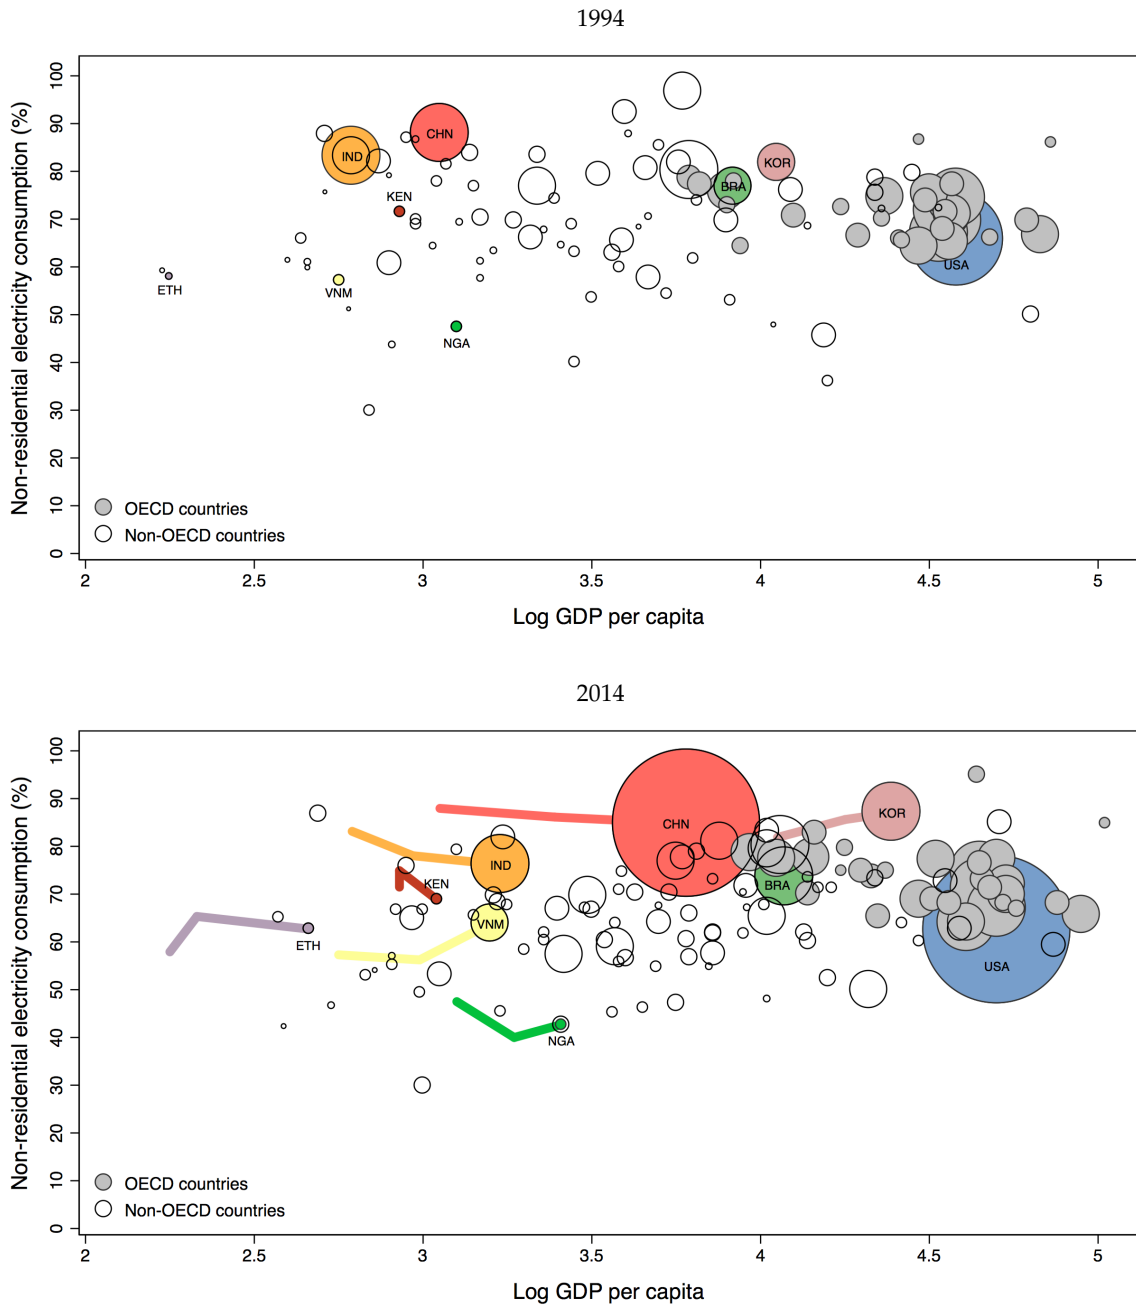 1994
Non-residential electricity consumption (%)
100
90
80
70
60
50
40
30
20
10
0
IND
CHN
KEN
ETH
VNM
NGA
BRA
KOR
USA
OECD countries
Non-OECD countries
2
2.5
3
3.5
4
4.5
5
Log GDP per capita
2014
Non-residential electricity consumption (%)
100
90
80
70
60
50
40
30
20
10
0
CHN
KOR
IND
KEN
BRA
VNM
ETH
USA
NGA
OECD countries
Non-OECD countries
2
2.5
3
3.5
4
4.5
5
Log GDP per capita